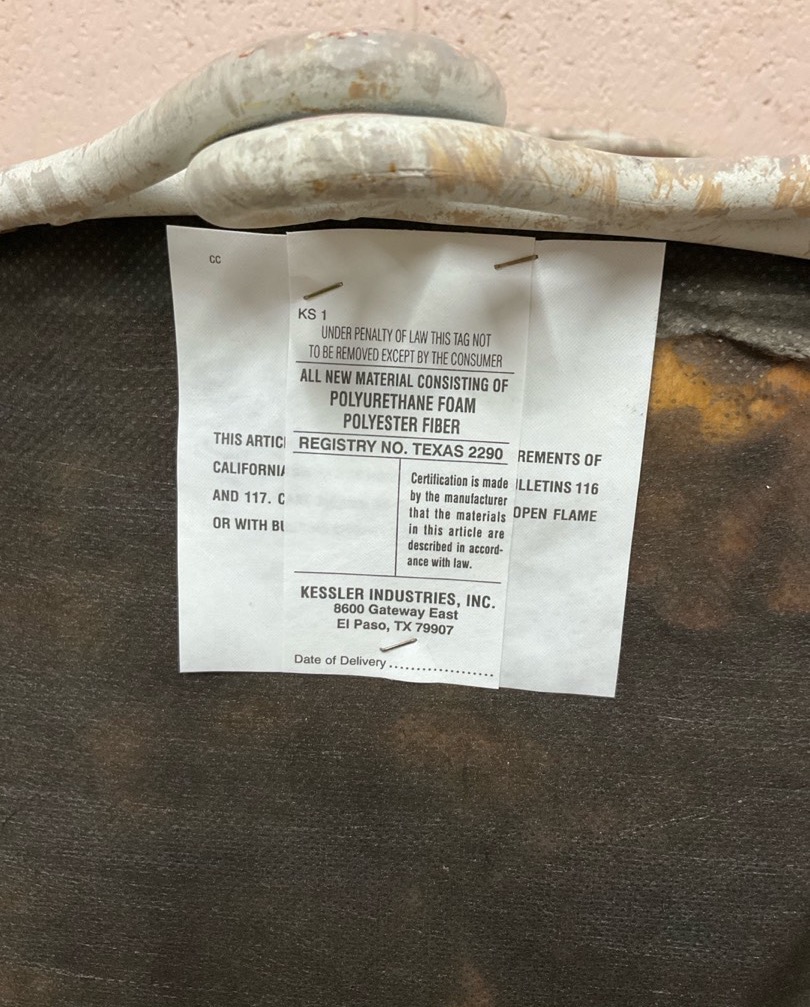 CC
KS 1
UNDER PENALTY OF LAW THIS TAG NOT
TO BE REMOVED EXCEPT BY THE CONSUMER
ALL NEW MATERIAL CONSISTING OF
POLYURETHANE FOAM
POLYESTER FIBER
REGISTRY NO. TEXAS 2290
Certification is made
by the manufacturer
that the materials
in this article are
described in accord-
ance with law.
KESSLER INDUSTRIES, INC.
8600 Gateway East
El Paso, TX 79907
Date of Delivery....................
THIS ARTIC
CALIFORNIA
AND 117. C
OR WITH BU
REMENTS OF
LLETINS 116
OPEN FLAME